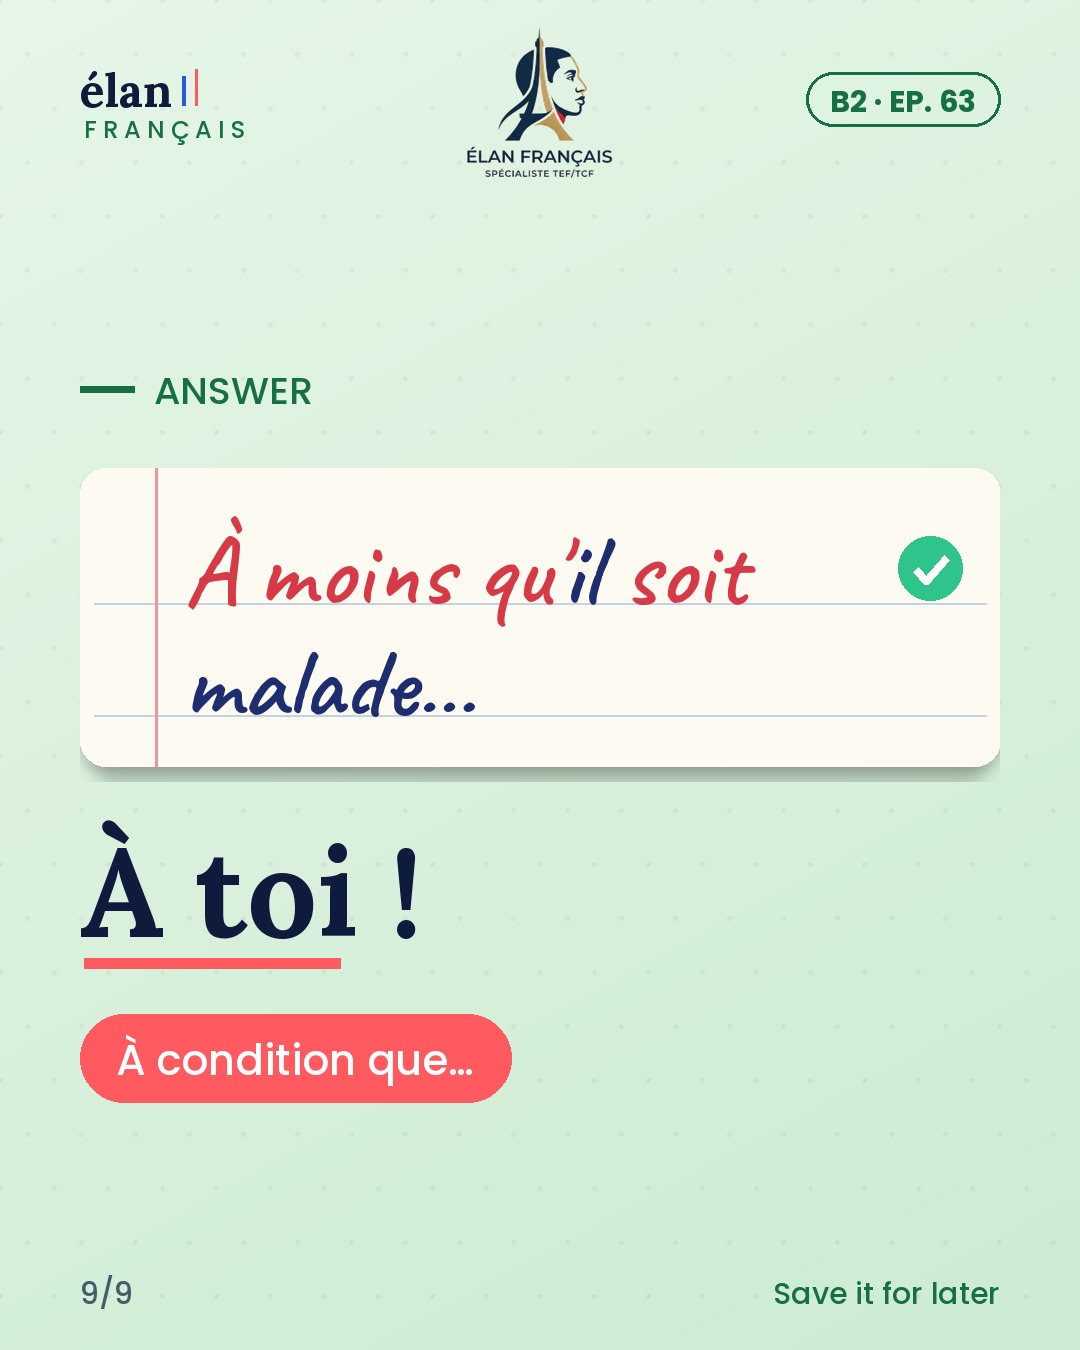 élan
FRANÇAIS
ÉLAN FRANÇAIS
SPÉCIALISTE TEF/TCF
B2 · EP. 63
ANSWER
À moins qu'il soit
malade...
À toi !
À condition que...
9/9
Save it for later